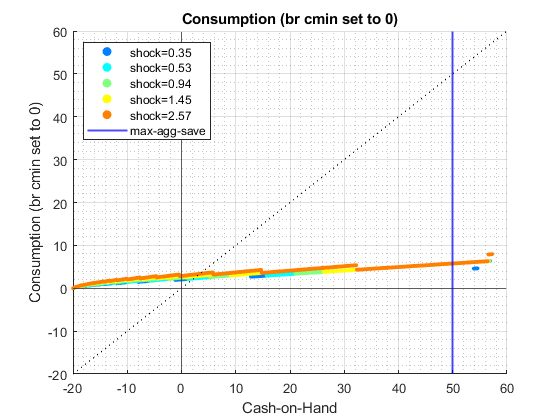 Consumption (br cmin set to 0)
60
50
40
30
20
10
0
-10
-20
Consumption (br cmin set to 0)
shock=0.35
shock=0.53
shock=0.94
shock=1.45
shock=2.57
max-agg-save
-20
-10
0
10
20
30
40
50
60
Cash-on-Hand